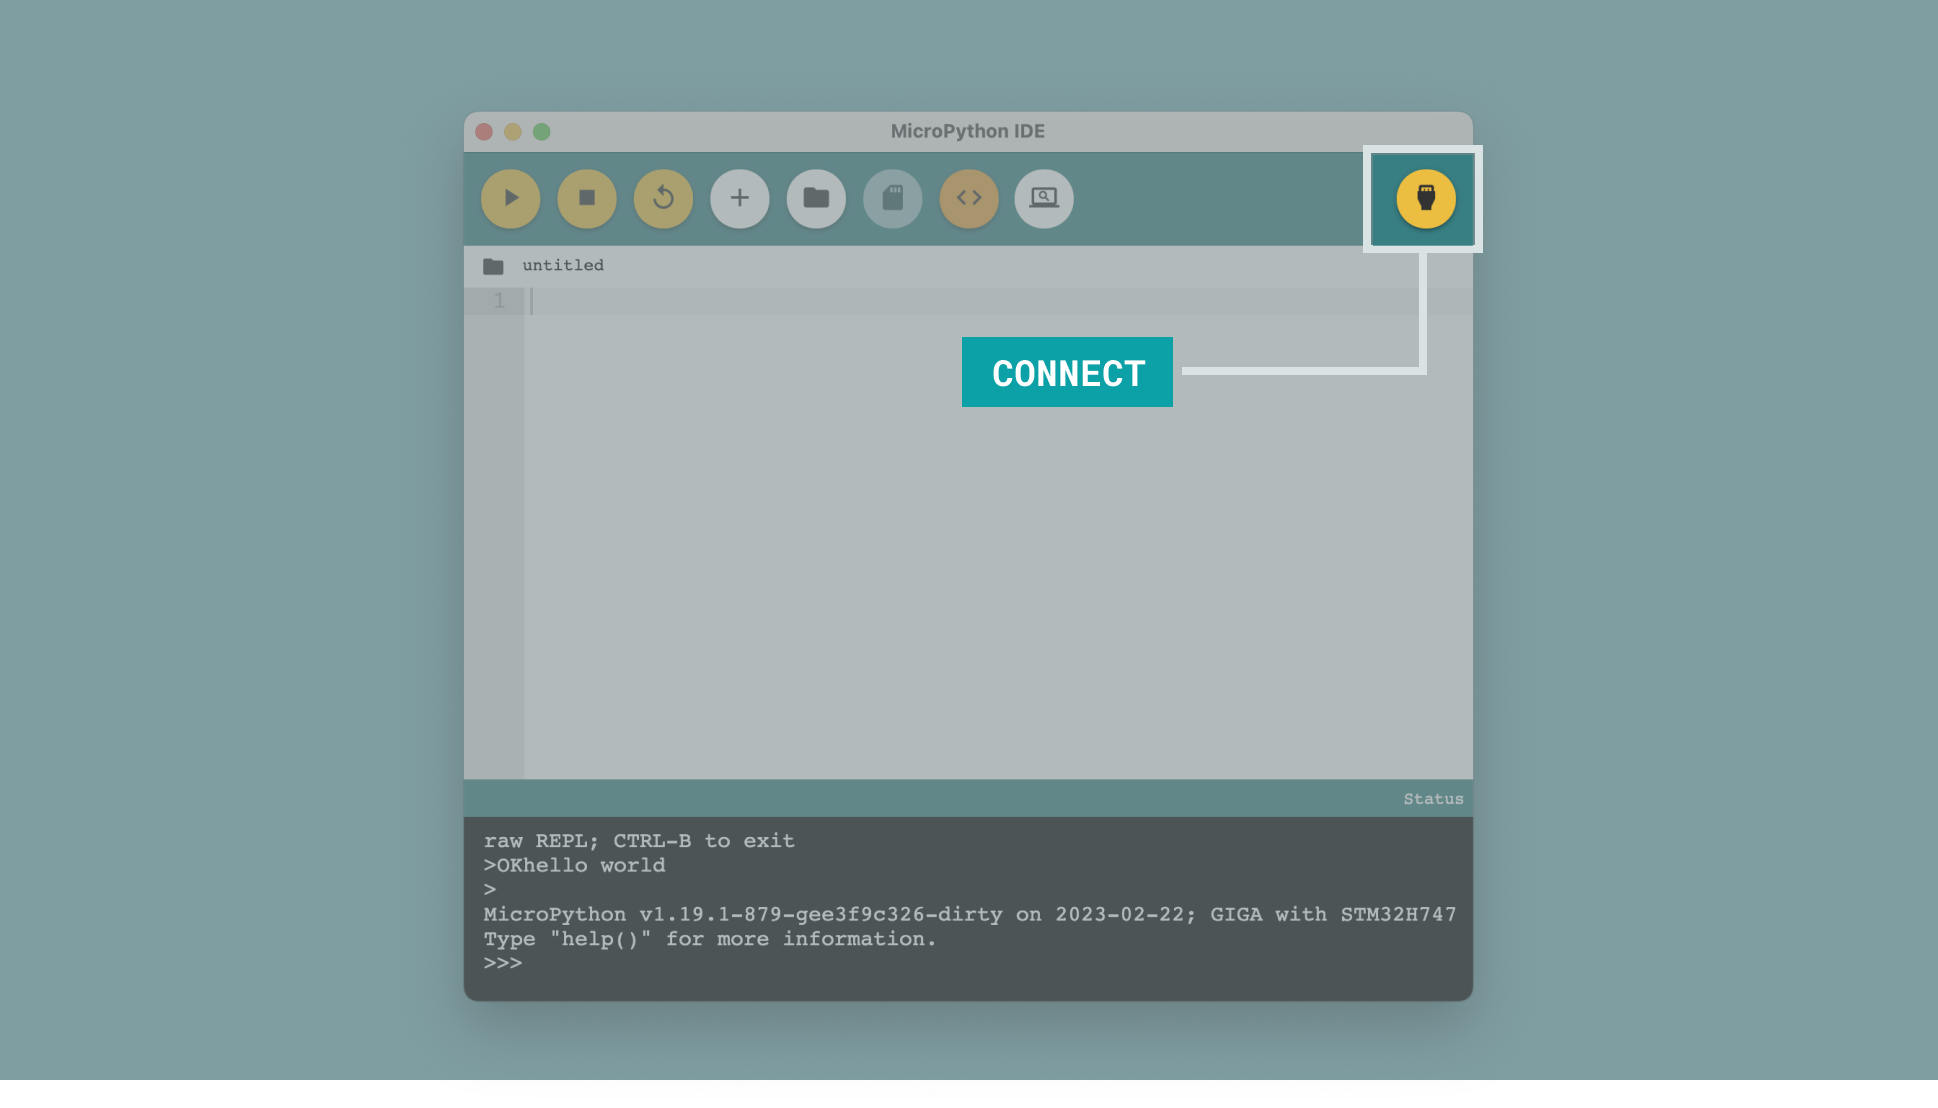 MicroPython IDE
untitled
1
CONNECT
Status
raw REPL; CTRL-B to exit
>OKhello world
>
MicroPython v1.19.1-879-gee3f9c326-dirty on 2023-02-22; GIGA with STM32H747
Type "help()" for more information.
>>>